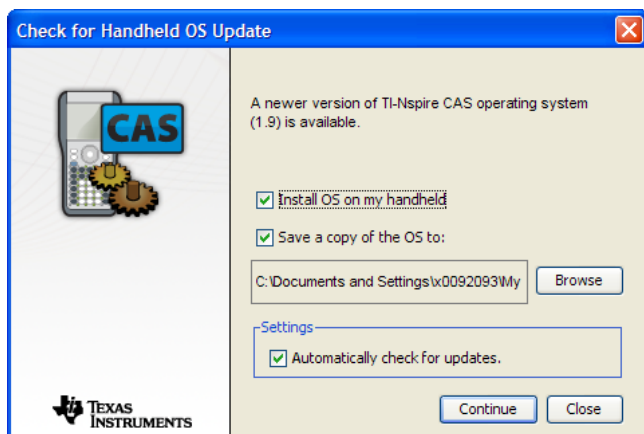 Check for Handheld OS Update
CAS
A newer version of TI-Nspire CAS operating system
(1.9) is available.
Install OS on my handheld
Save a copy of the OS to:
C:\Documents and Settings\x0092093\My
Browse
Settings
Automatically check for updates.
TEXAS
INSTRUMENTS
Continue
Close